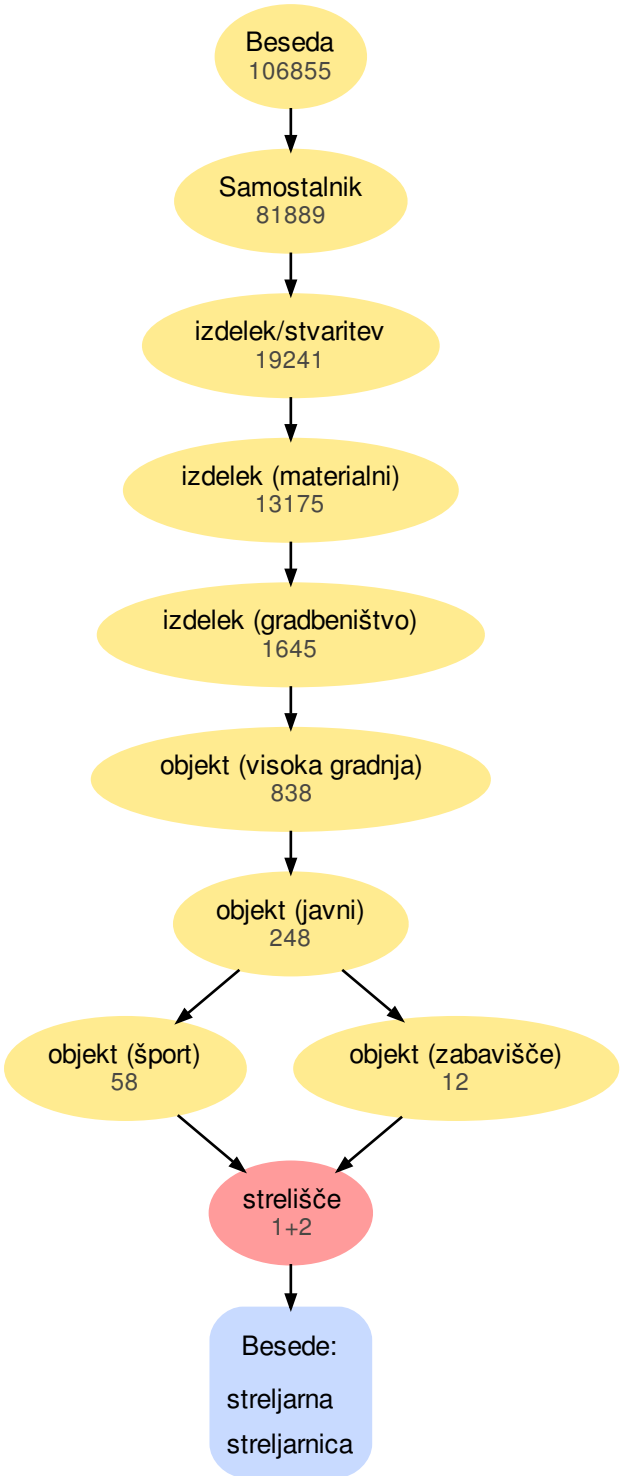 Beseda
106855
Samostalnik
81889
izdelek/stvaritev
19241
izdelek (materialni)
13175
izdelek (gradbeništvo)
1645
objekt (visoka gradnja)
838
objekt (javni)
248
objekt (šport)
58
objekt (zabavišče)
12
strelišče
1+2
Besede:
streljarna
streljarnica